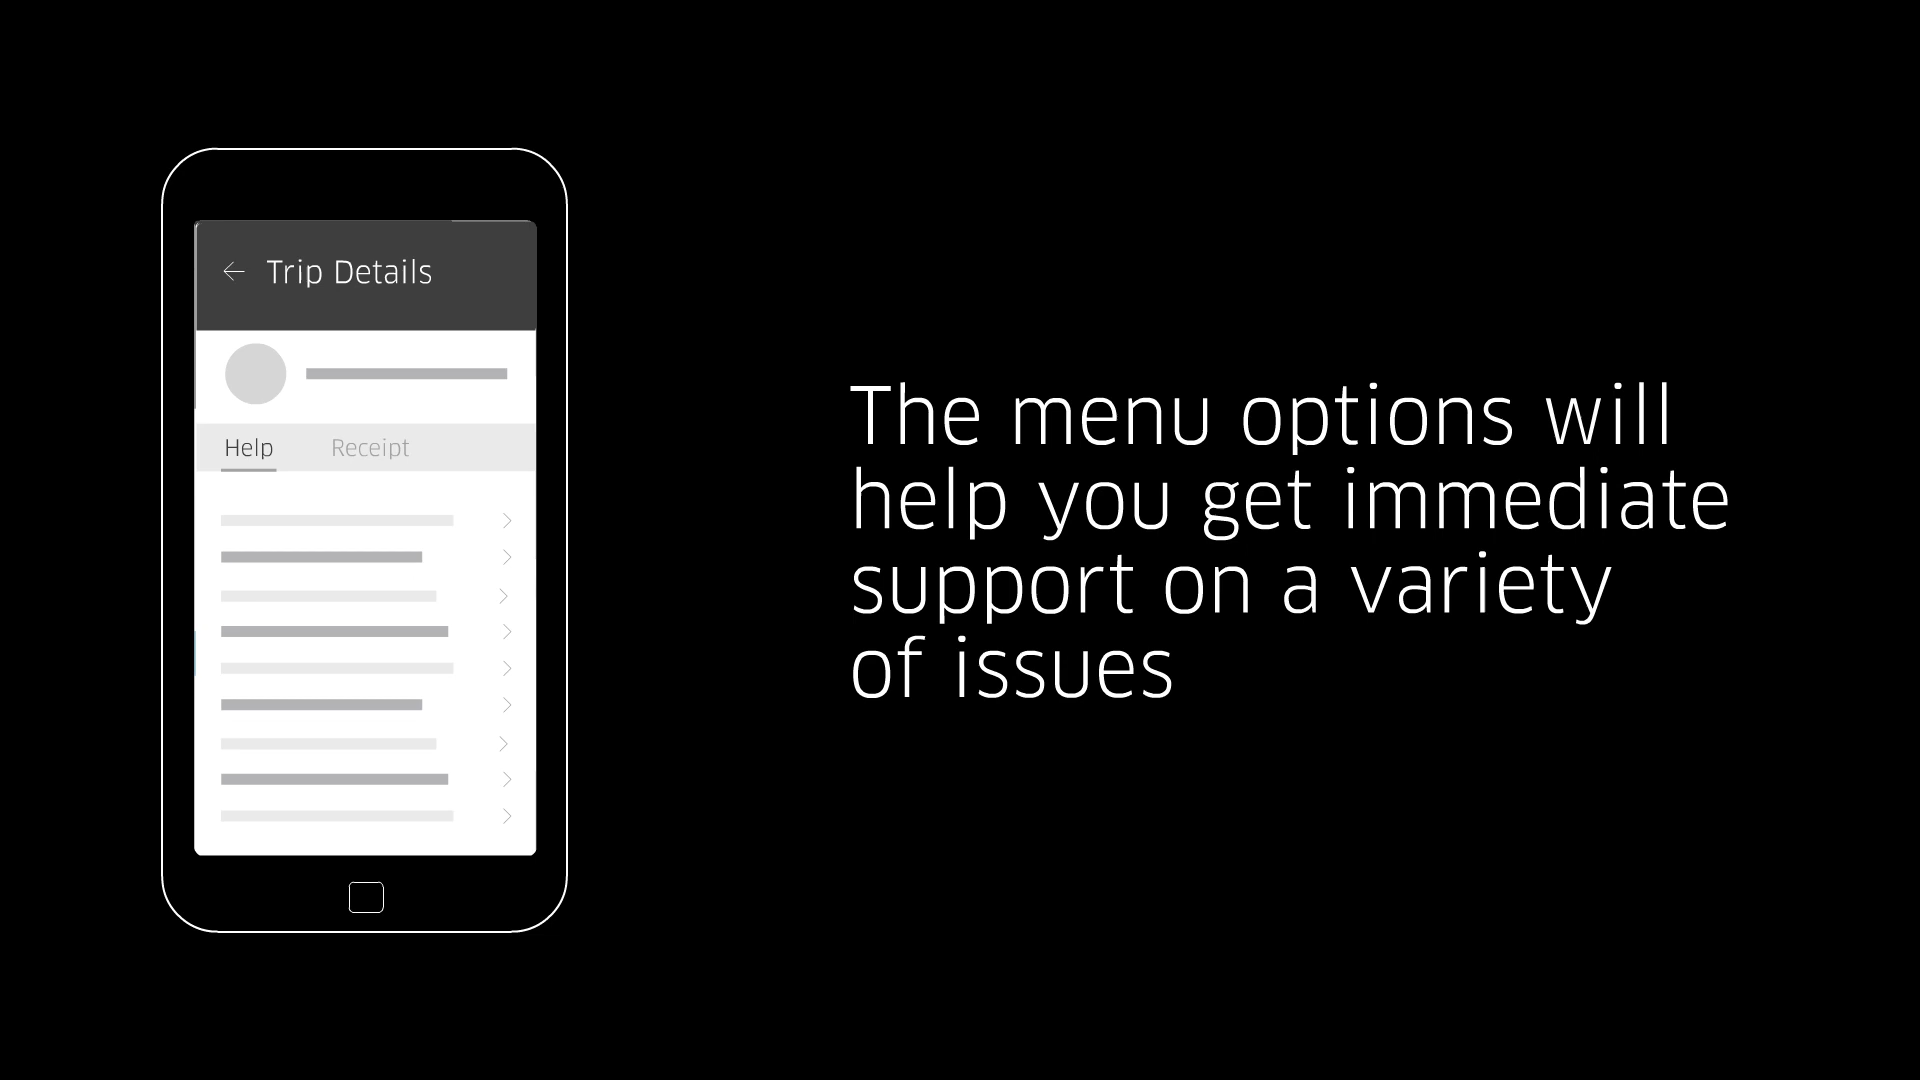 Trip Details
Help
Receipt
The menu options will
help you get immediate
support on a variety
of issues